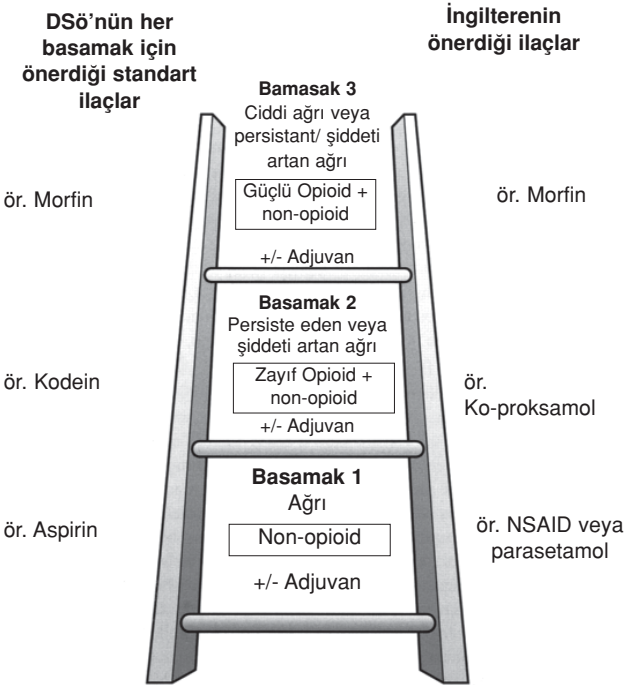 DSö'nün her
basamak için
önerdiği standart
ilaçlar
İngilterenin
önerdiği ilaçlar
Bamasak 3
Ciddi ağrı veya
persistant/ şiddeti
artan ağrı
Güçlü Opioid +
non-opioid
+/- Adjuvan
ör. Morfin
ör. Morfin
Basamak 2
Persiste eden veya
şiddeti artan ağrı
Zayıf Opioid +
non-opioid
+/- Adjuvan
ör. Kodein
ör.
Ko-proksamol
Basamak 1
Ağrı
Non-opioid
+/- Adjuvan
ör. Aspirin
ör. NSAID veya
parasetamol